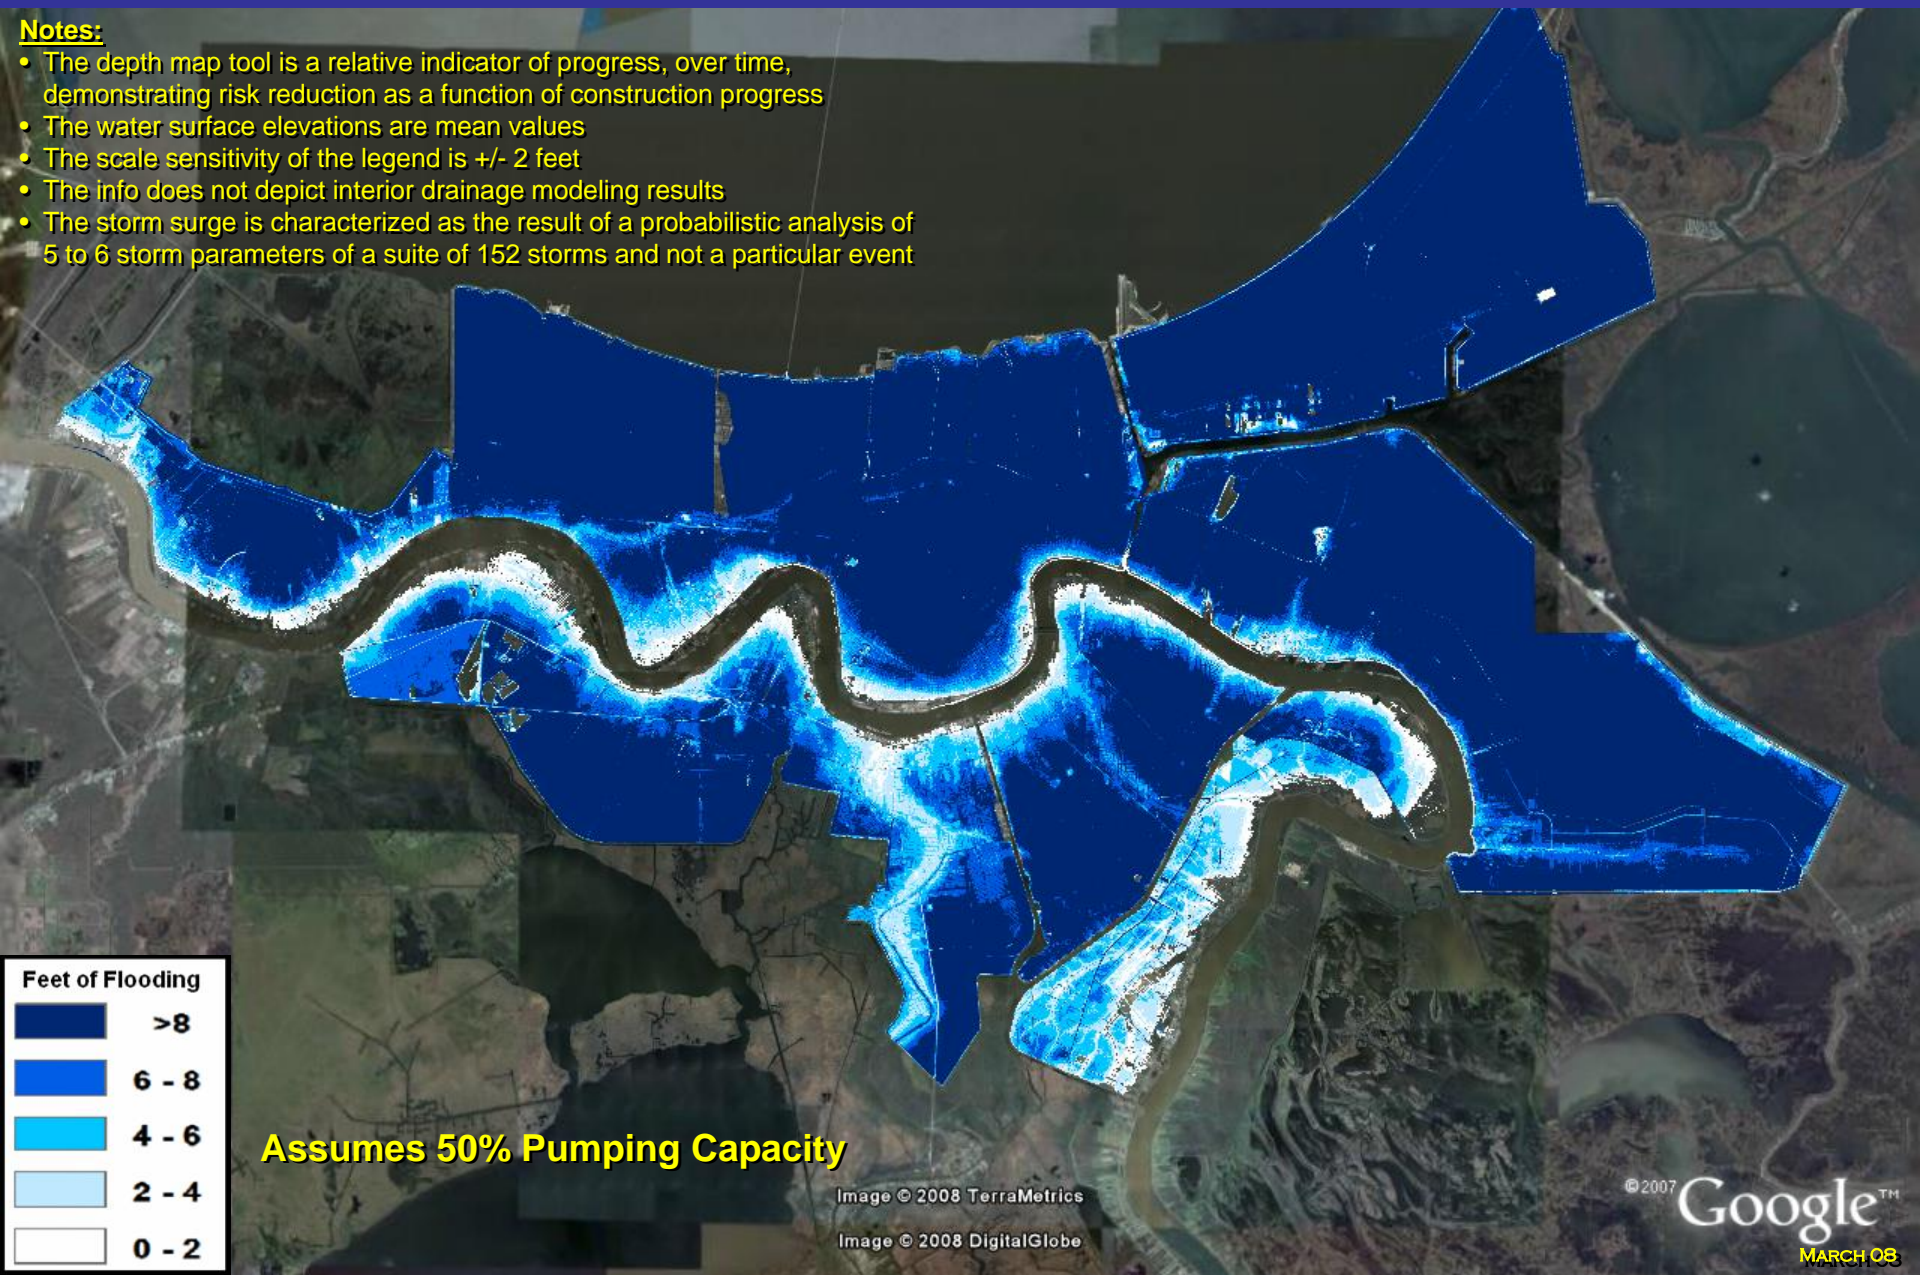 Notes:
• The depth map tool is a relative indicator of progress, over time,
demonstrating risk reduction as a function of construction progress
• The water surface elevations are mean values
• The scale sensitivity of the legend is +/- 2 feet
• The info does not depict interior drainage modeling results
• The storm surge is characterized as the result of a probabilistic analysis of
5 to 6 storm parameters of a suite of 152 storms and not a particular event
Feet of Flooding
>8
6 - 8
4 - 6
2 - 4
0 - 2
Assumes 50% Pumping Capacity
Image © 2008 TerraMetrics
Image © 2008 DigitalGlobe
©2007 Google™
MARCH 08